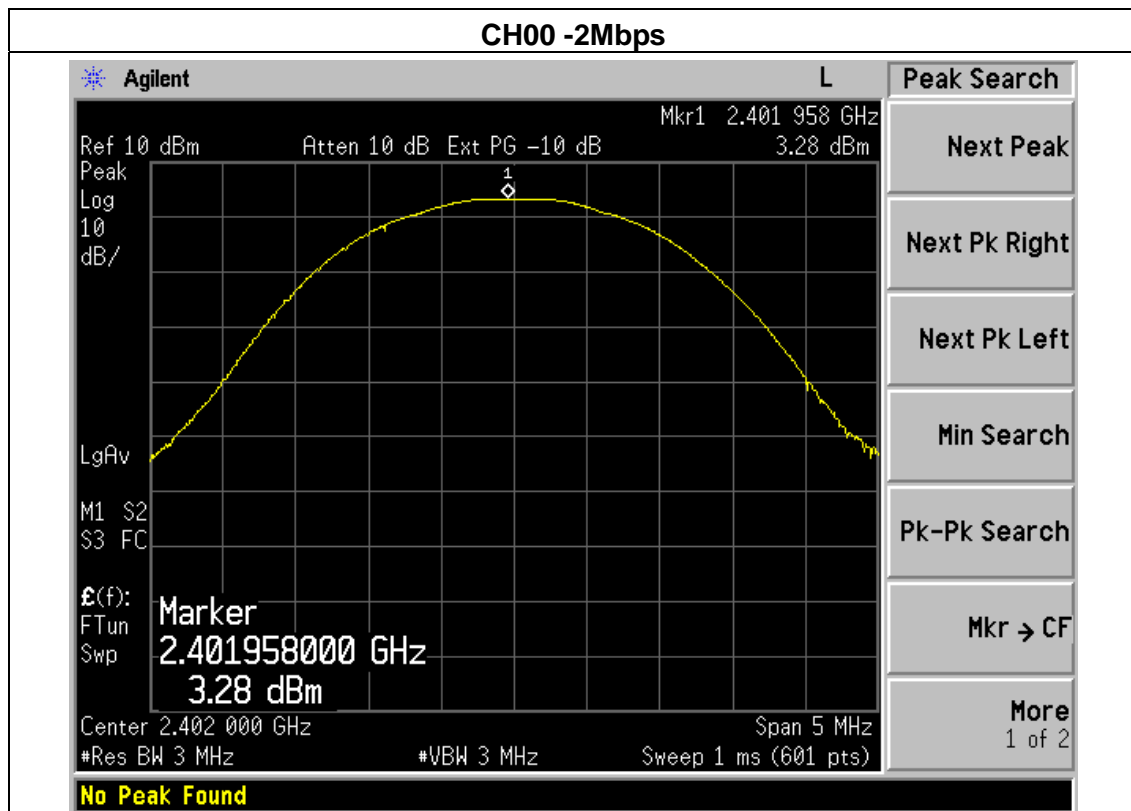 CH00 -2Mbps
Agilent L Peak Search
Mkr1 2.401 958 GHz
Ref 10 dBm Atten 10 dB Ext PG -10 dB 3.28 dBm
Peak
Log
10
dB/
1
LgAv
M1 S2
S3 FC
£(f):
FTun
Swp
Marker
2.401958000 GHz
3.28 dBm
Center 2.402 000 GHz Span 5 MHz
#Res BW 3 MHz #VBW 3 MHz Sweep 1 ms (601 pts)
No Peak Found
Next Peak
Next Pk Right
Next Pk Left
Min Search
Pk-Pk Search
Mkr → CF
More
1 of 2